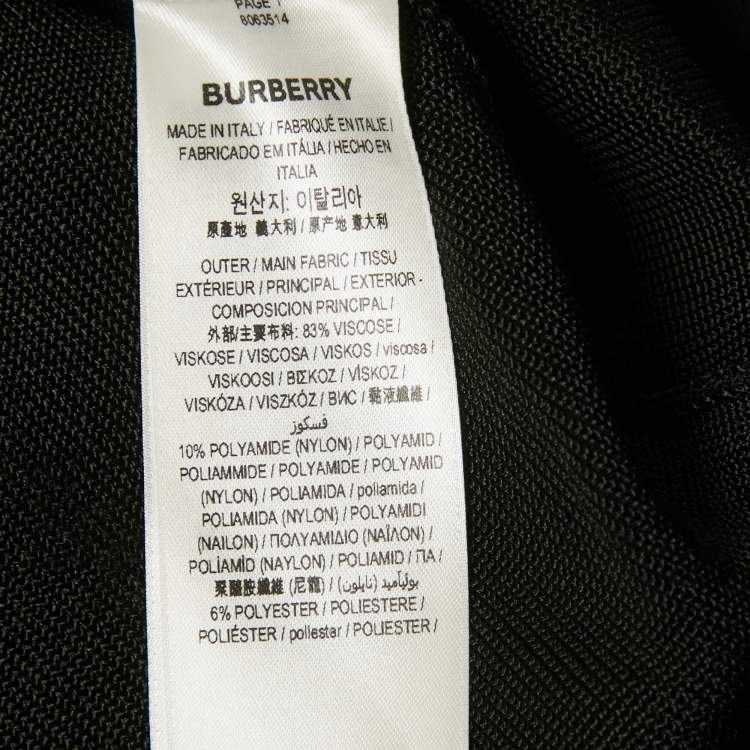 PAGE 1
8063514
BURBERRY
MADE IN ITALY / FABRIQUÉ EN ITALIE /
FABRICADO EM ITÁLIA / HECHO EN
ITALIA
원산지: 이탈리아
原產地 義大利 / 原产地 意大利
OUTER / MAIN FABRIC / TISSU
EXTÉRIEUR / PRINCIPAL / EXTERIOR -
COMPOSICION PRINCIPAL /
外部/主要布料: 83% VISCOSE /
VISKOSE / VISCOSA / VISKOS / viscosa /
VISKOOSI / ΒΙΣΚΟΖ / VİSKOZ /
VISKÓZA / VISZKÓZ / ВИС / 黏液纖維 /
فسكوز
10% POLYAMIDE (NYLON) / POLYAMID /
POLIAMMIDE / POLYAMIDE / POLYAMID
(NYLON) / POLIAMIDA / poliamida /
POLIAMIDA (NYLON) / POLYAMIDI
(NAILON) / ΠΟΛΥΑΜΙΔΙΟ (ΝΑΪΛΟΝ) /
POLİAMİD (NAYLON) / POLIAMID / ПА /
聚醯胺纖維 (尼龍) / بوليأميد (نايلون) /
6% POLYESTER / POLIESTERE /
POLIÉSTER / poliestar / POLIESTER /